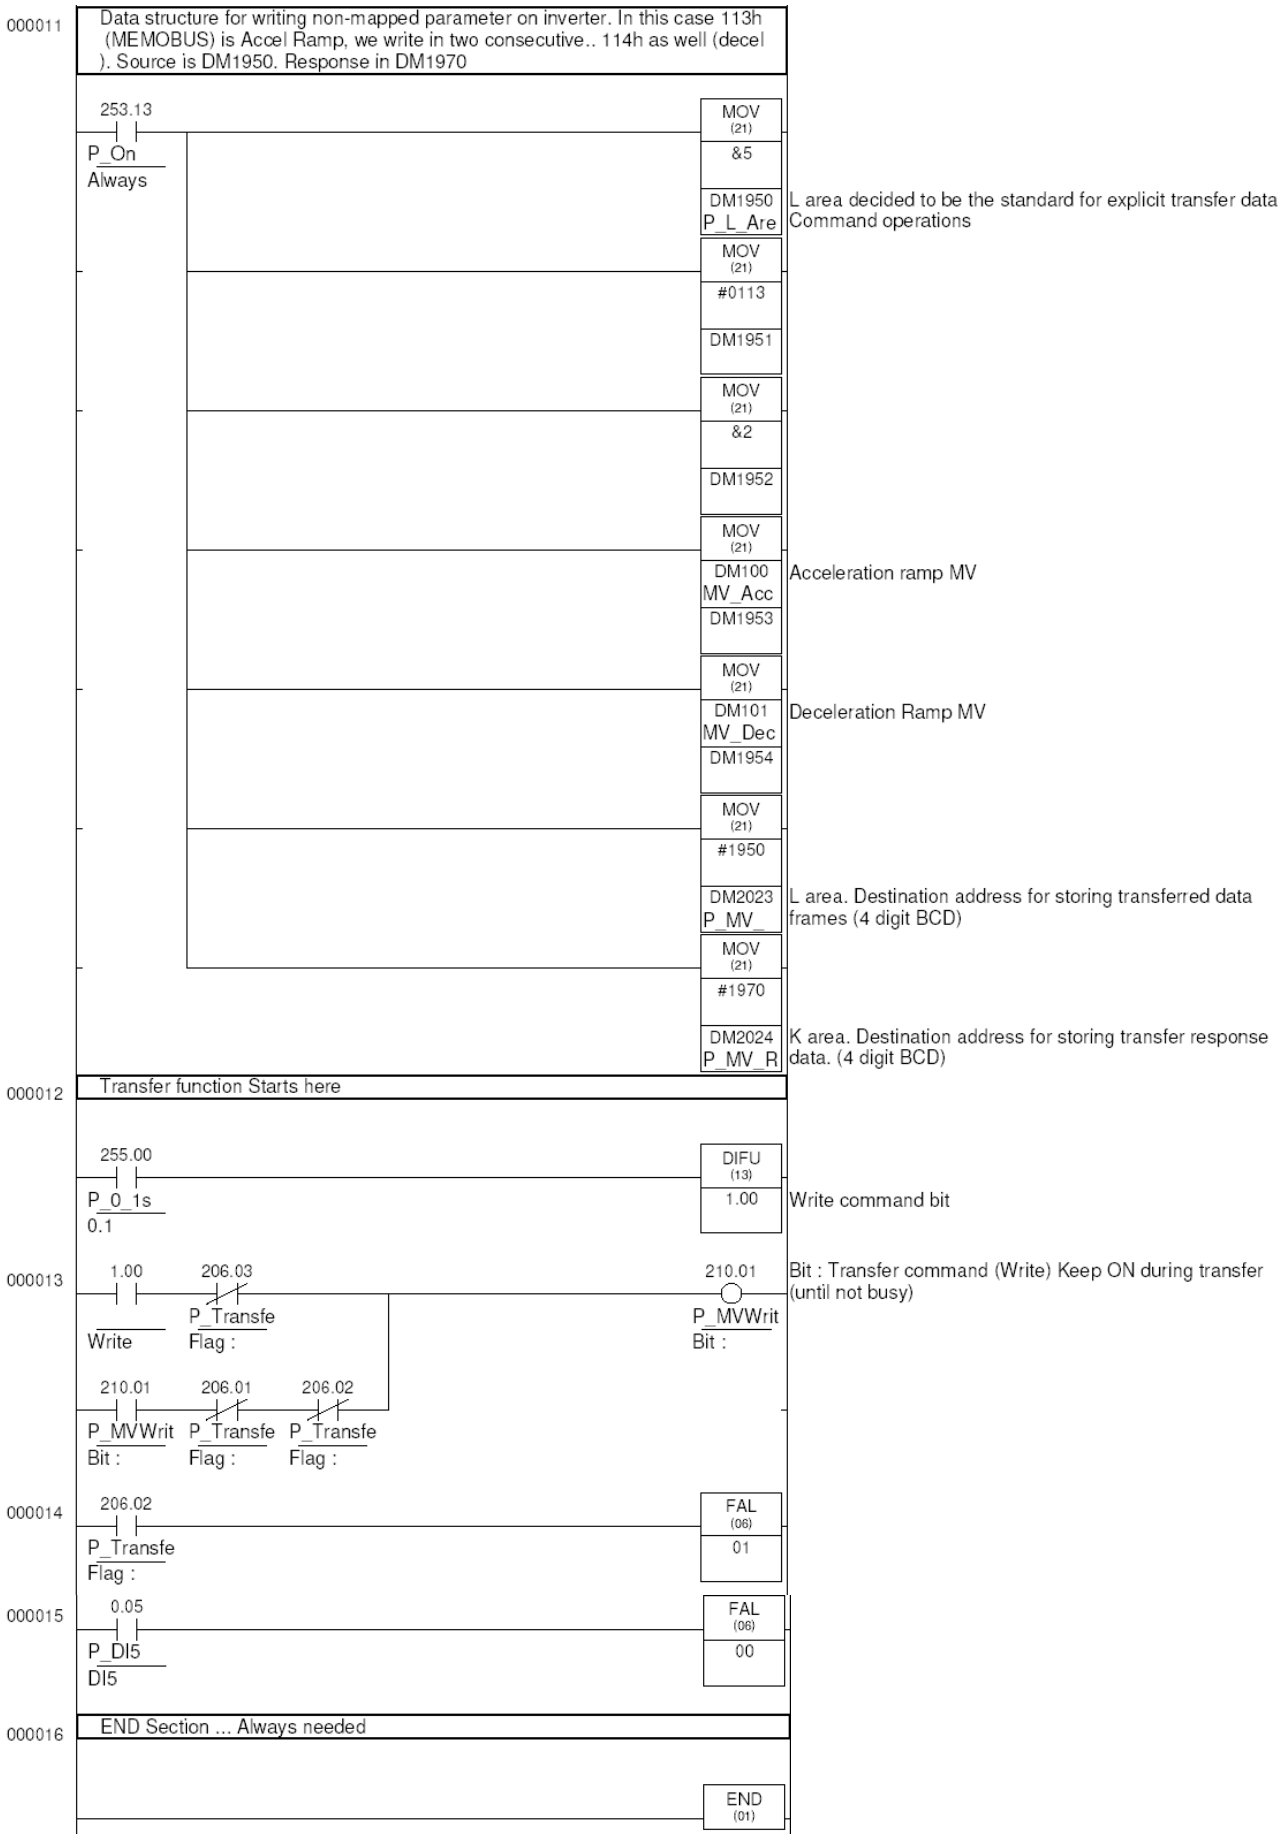 000011
Data structure for writing non-mapped parameter on inverter. In this case 113h
(MEMOBUS) is Accel Ramp, we write in two consecutive.. 114h as well (decel
). Source is DM1950. Response in DM1970
253.13
P_On
Always
MOV
(21)
&5
DM1950
P_L_Are
L area decided to be the standard for explicit transfer data
Command operations
MOV
(21)
#0113
DM1951
MOV
(21)
&2
DM1952
MOV
(21)
DM100
MV_Acc
Acceleration ramp MV
DM1953
MOV
(21)
DM101
MV_Dec
Deceleration Ramp MV
DM1954
MOV
(21)
#1950
DM2023
P_MV_
L area. Destination address for storing transferred data
frames (4 digit BCD)
MOV
(21)
#1970
DM2024
P_MV_R
K area. Destination address for storing transfer response
data. (4 digit BCD)
000012
Transfer function Starts here
255.00
P_0_1s
0.1
DIFU
(13)
1.00
Write command bit
000013
1.00
Write
206.03
P_Transfe
Flag :
210.01
P_MVWrit
Bit :
Bit : Transfer command (Write) Keep ON during transfer
(until not busy)
210.01
P_MVWrit
Bit :
206.01
P_Transfe
Flag :
206.02
P_Transfe
Flag :
000014
206.02
P_Transfe
Flag :
FAL
(06)
01
000015
0.05
P_DI5
DI5
FAL
(06)
00
000016
END Section ... Always needed
END
(01)